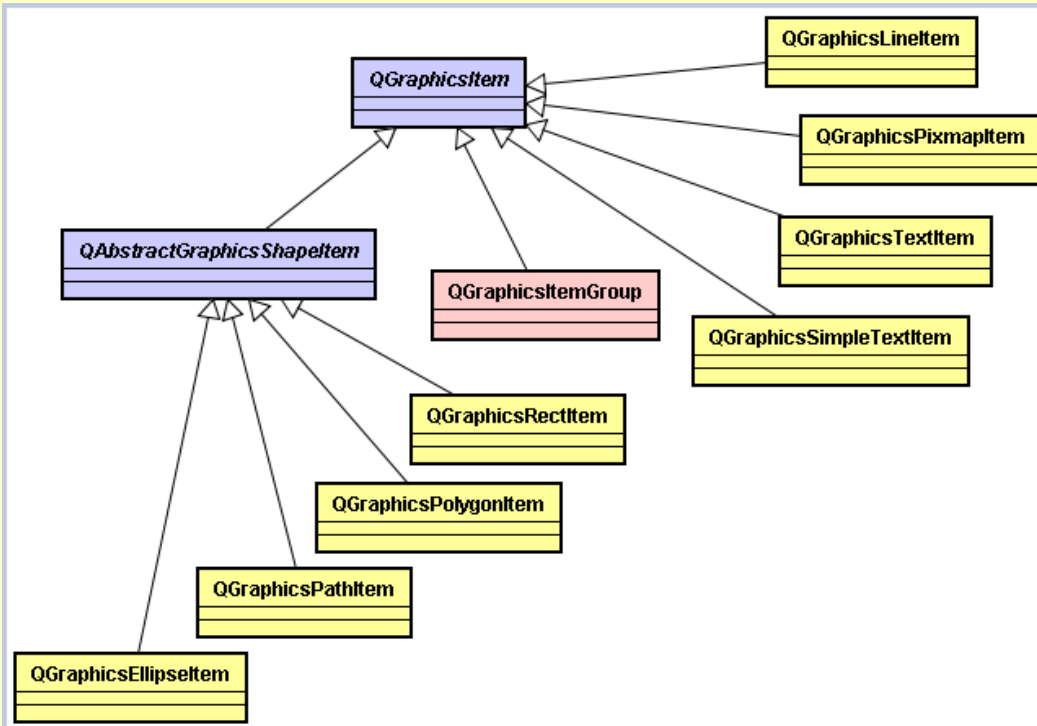 QGraphicsLineItem
QGraphicsItem
QGraphicsPixmapItem
QGraphicsTextItem
QAbstractGraphicsShapeItem
QGraphicsItemGroup
QGraphicsSimpleTextItem
QGraphicsRectItem
QGraphicsPolygonItem
QGraphicsPathItem
QGraphicsEllipseItem